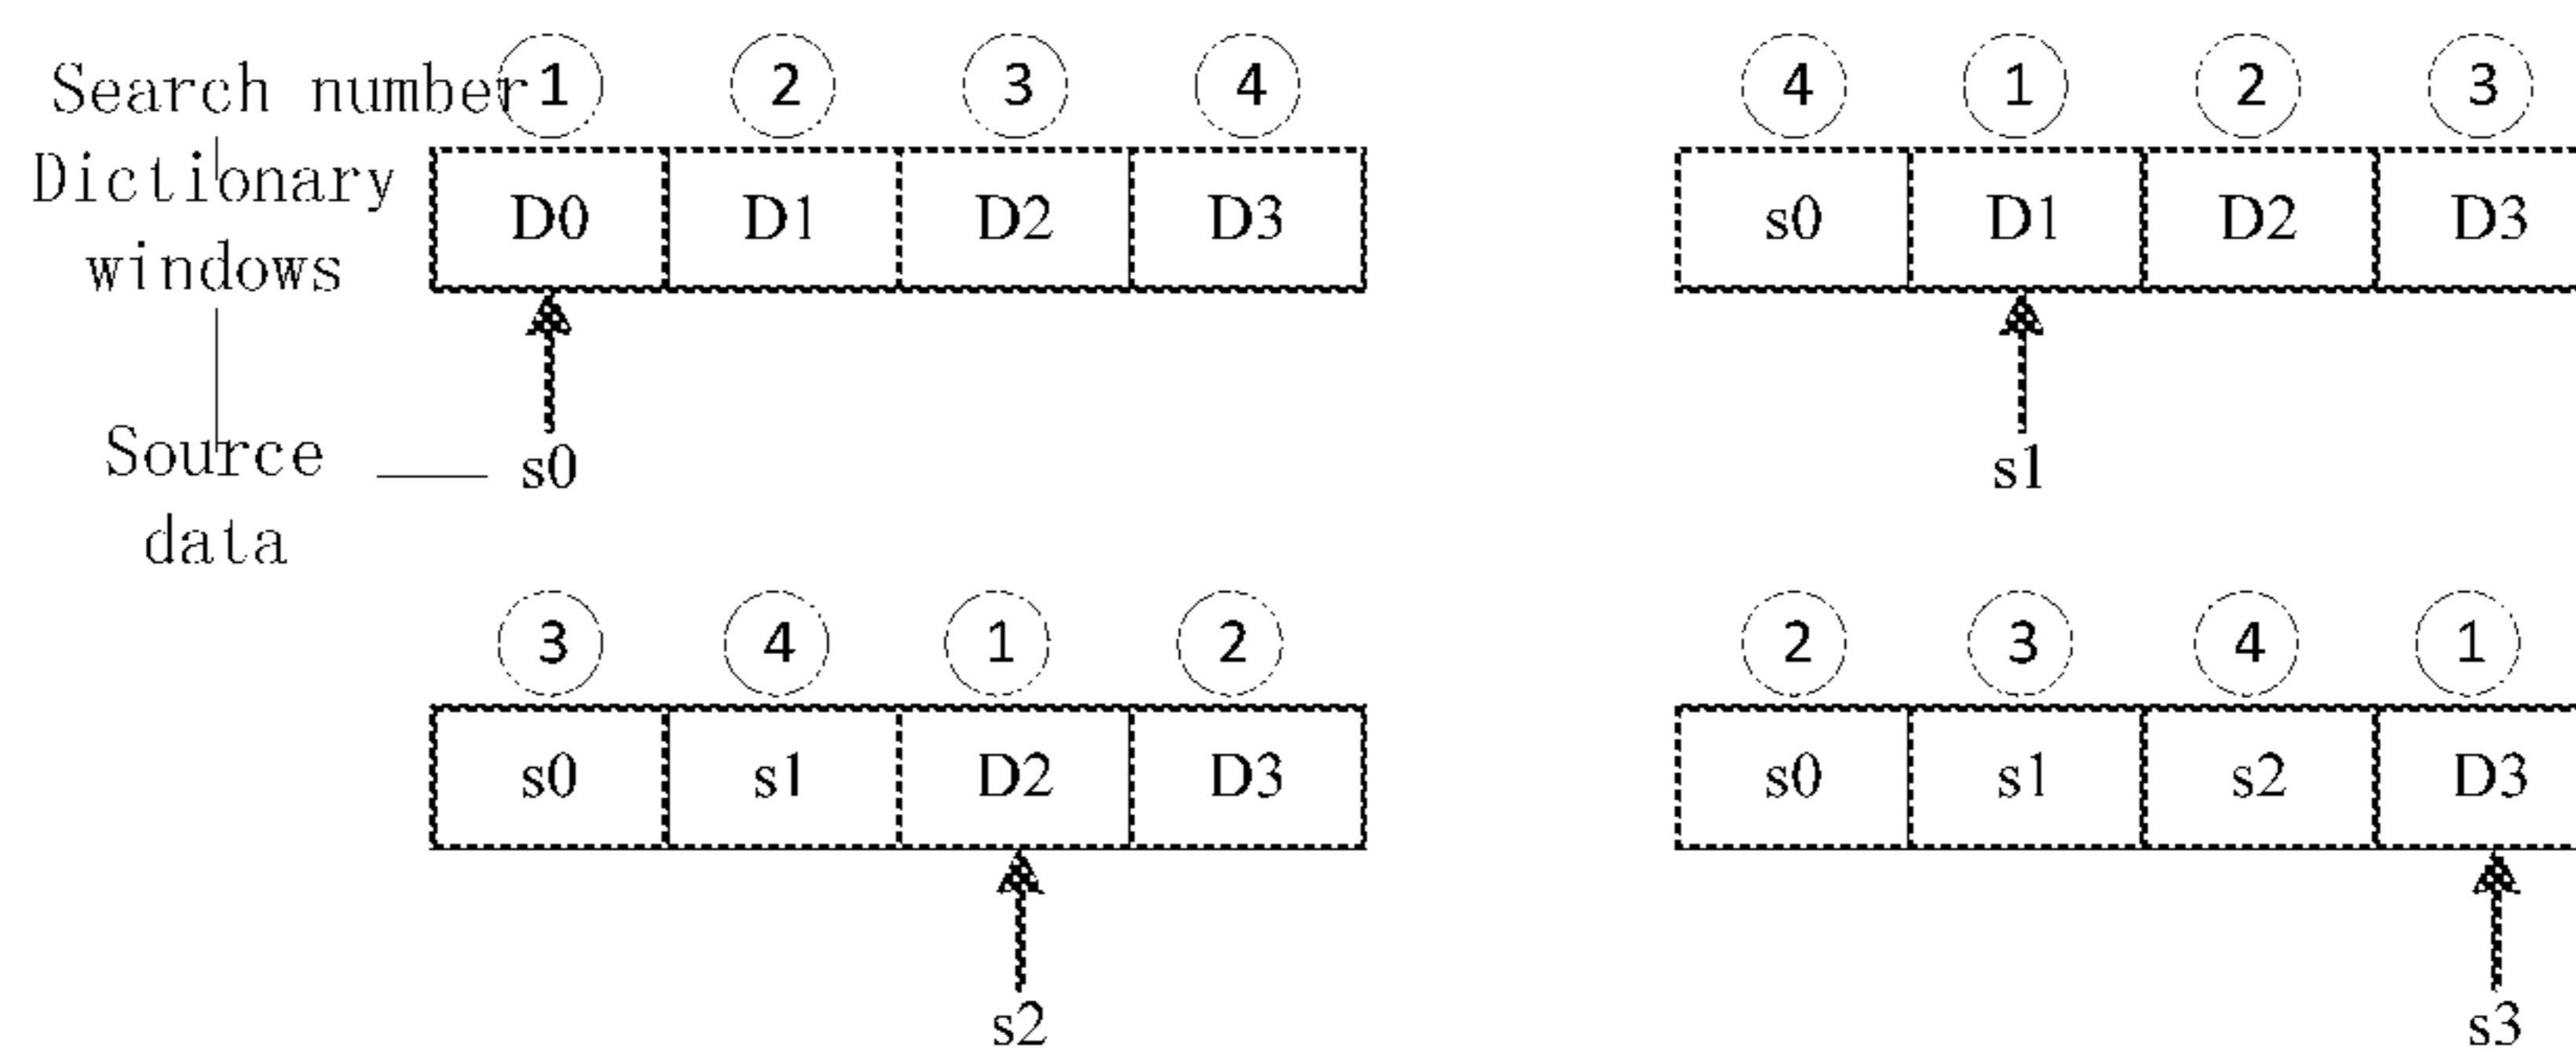 Search number 1 2 3 4
Dictionary
windows
D0 D1 D2 D3
Source
data
s0
4 1 2 3
s0 D1 D2 D3
s1
3 4 1 2
s0 s1 D2 D3
s2
2 3 4 1
s0 s1 s2 D3
s3